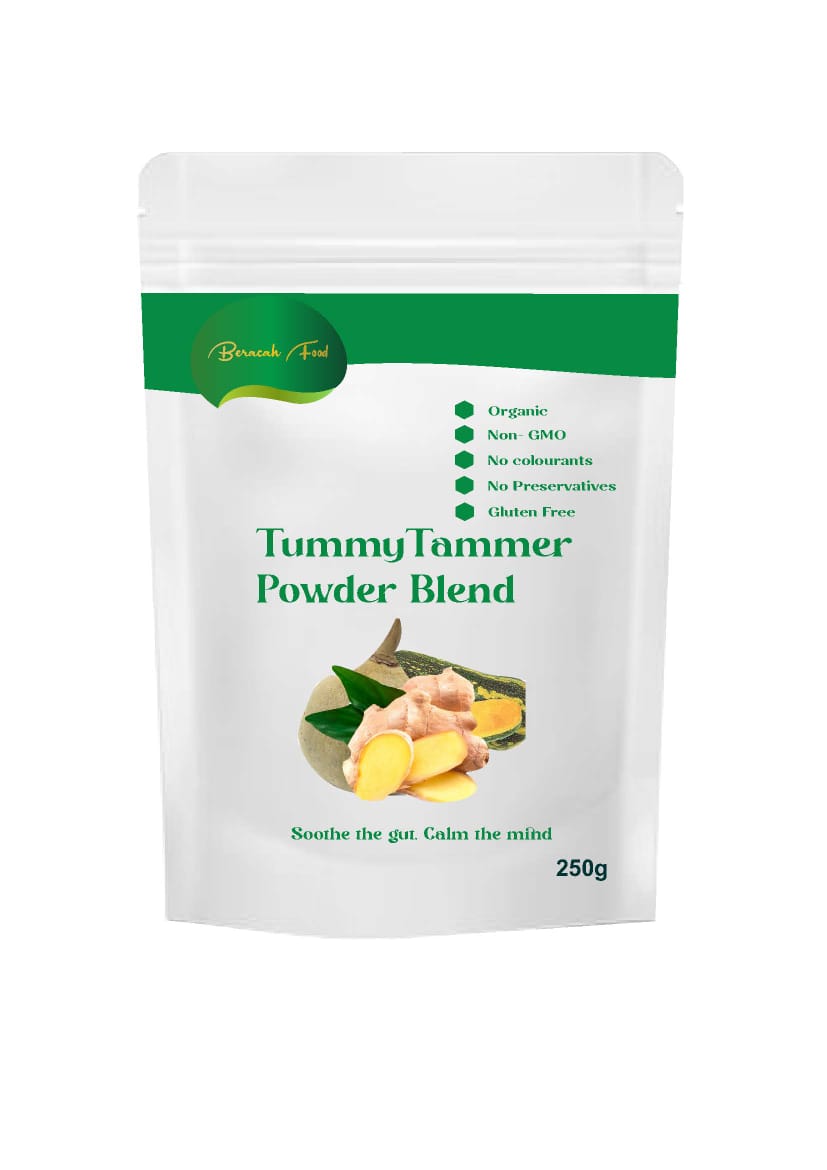 Beracah Food
Organic
Non- GMO
No colourants
No Preservatives
Gluten Free
TummyTammer
Powder Blend
Soothe the gut. Calm the mind
250g